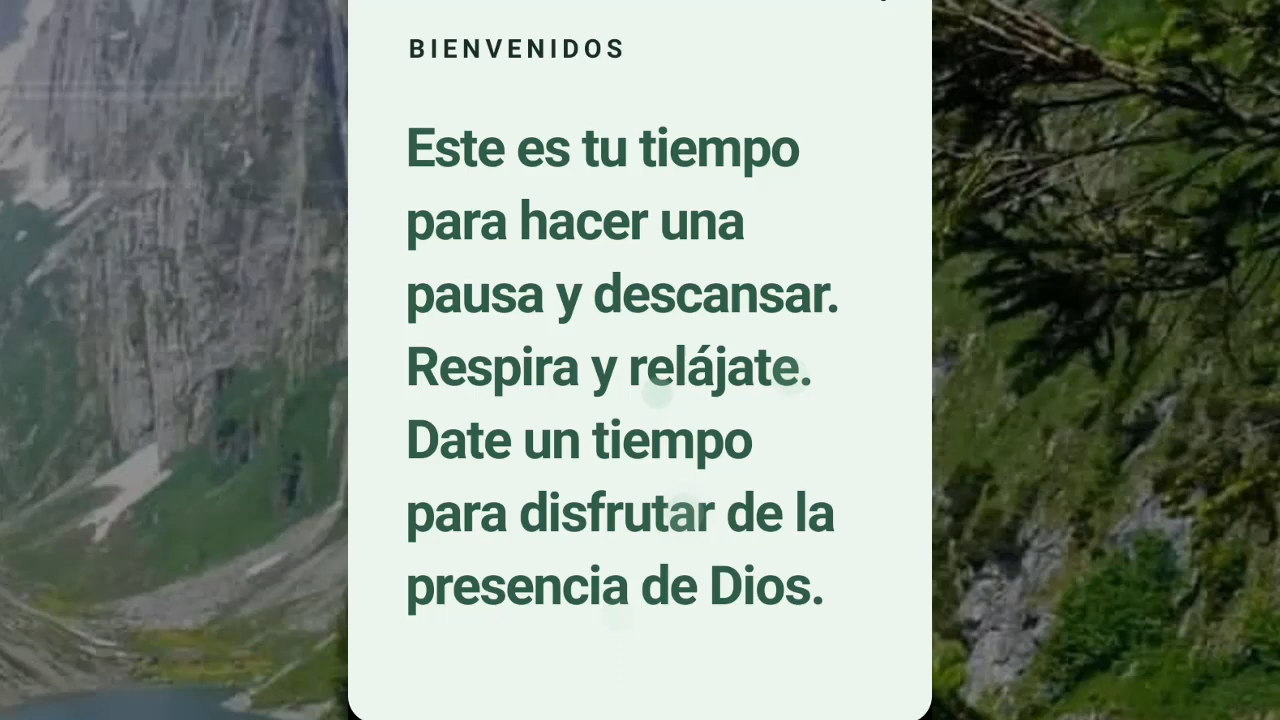 BIENVENIDOS
Este es tu tiempo
para hacer una
pausa y descansar.
Respira y relájate.
Date un tiempo
para disfrutar de la
presencia de Dios.